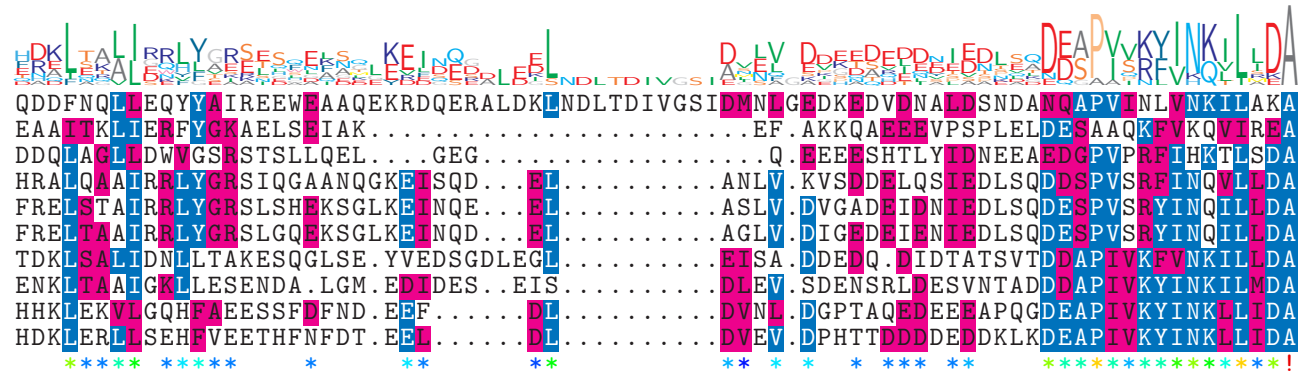 QDDFNQLLEQYYAIREEWEAAQEKRDQERALDKLNDLTDIVGSIDMNLGEDKEDVDNALDSNDANQAPVINLVNKILAKA
EAAITKLIERFYGKAELSEIAK........................EF.AKKQAEEEVPSPLELDESAAQKFVKQVIREA
DDQLAGLLDWVGSRSTSLLQEL....GEG..................Q.EEEESHTLYIDNEEAEDGPVPRFIHKTLSDA
HRALQAAIRRLYGRSIQGAANQGKEISQD...EL..........ANLV.KVSDDELQSIEDLSQDDSPVSRFINQVLLDA
FRELSTAIRRLYGRSLSHEKSGLKEINQE...EL..........ASLV.DVGADEIDNIEDLSQDESPVSRYINQILLDA
FRELTAAIRRLYGRSLGQEKSGLKEINQD...EL..........AGLV.DIGEDEIENIEDLSQDESPVSRYINQILLDA
TDKLSALIDNLLTAKESQGLSE.YVEDSGDLEGL..........EISA.DDEDQ.DIDTATSVTDDAPIVKFVNKILLDA
ENKLTAAIGKLLESENDA.LGM.EDIDES..EIS..........DLEV.SDENSRLDESVNTADDDAPIVKYINKILMDA
HHKLEKVLGQHFAEESSFDFND.EEF......DL..........DVNL.DGPTAQEDEEEAPQGDEAPIVKYINKLLIDA
HDKLERLLSEHFVEETHFNFDT.EEL......DL..........DVEV.DPHTTDDDDEDDKLKDEAPIVKYINKLLIDA
***** ***** * ** ** ** * * * *** ** ***************!